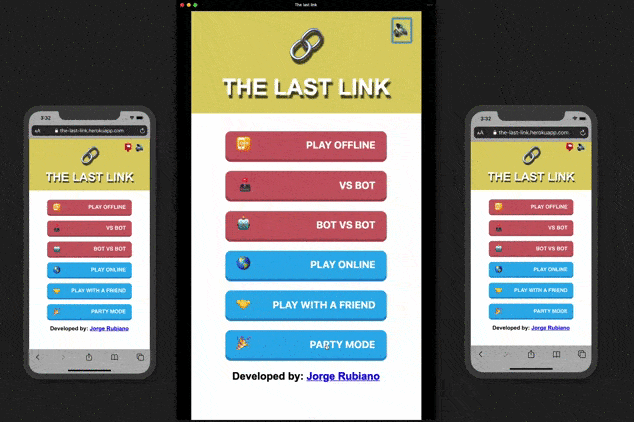 The last link
THE LAST LINK
PLAY OFFLINE
VS BOT
BOT VS BOT
PLAY ONLINE
PLAY WITH A FRIEND
PARTY MODE
Developed by: Jorge Rubiano
3:32
AA the-last-link.herokuapp.com
THE LAST LINK
PLAY OFFLINE
VS BOT
BOT VS BOT
PLAY ONLINE
PLAY WITH A FRIEND
PARTY MODE
Developed by: Jorge Rubiano
3:32
AA the-last-link.herokuapp.com
THE LAST LINK
PLAY OFFLINE
VS BOT
BOT VS BOT
PLAY ONLINE
PLAY WITH A FRIEND
PARTY MODE
Developed by: Jorge Rubiano